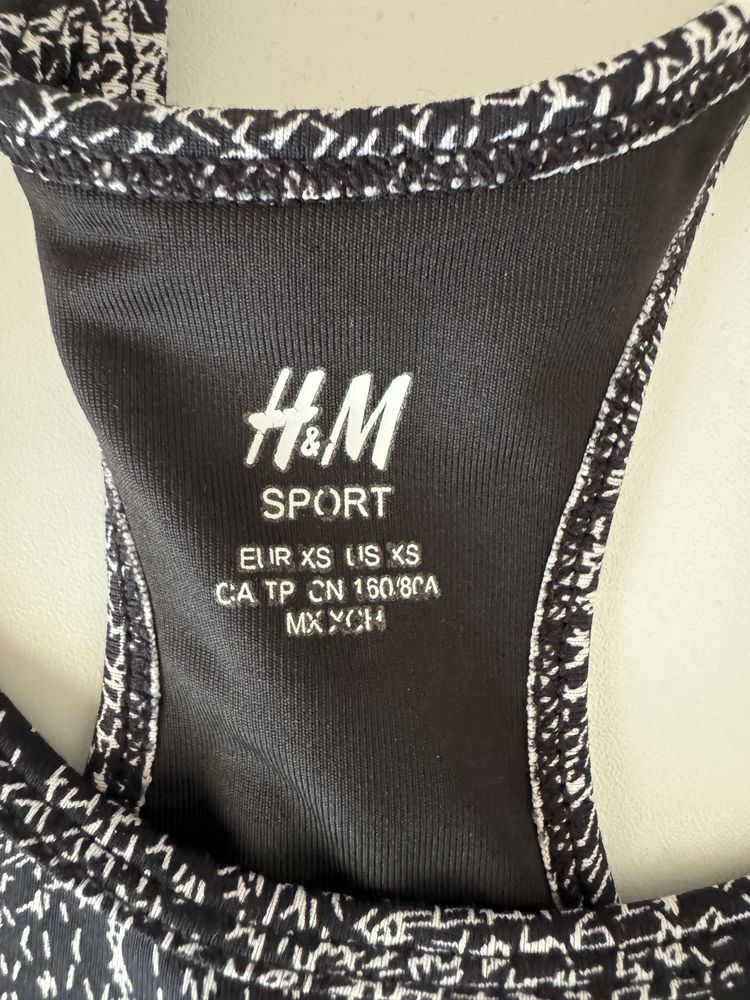 H&M
SPORT
EUR XS US XS
CA TP CN 160/80A
MX XCH